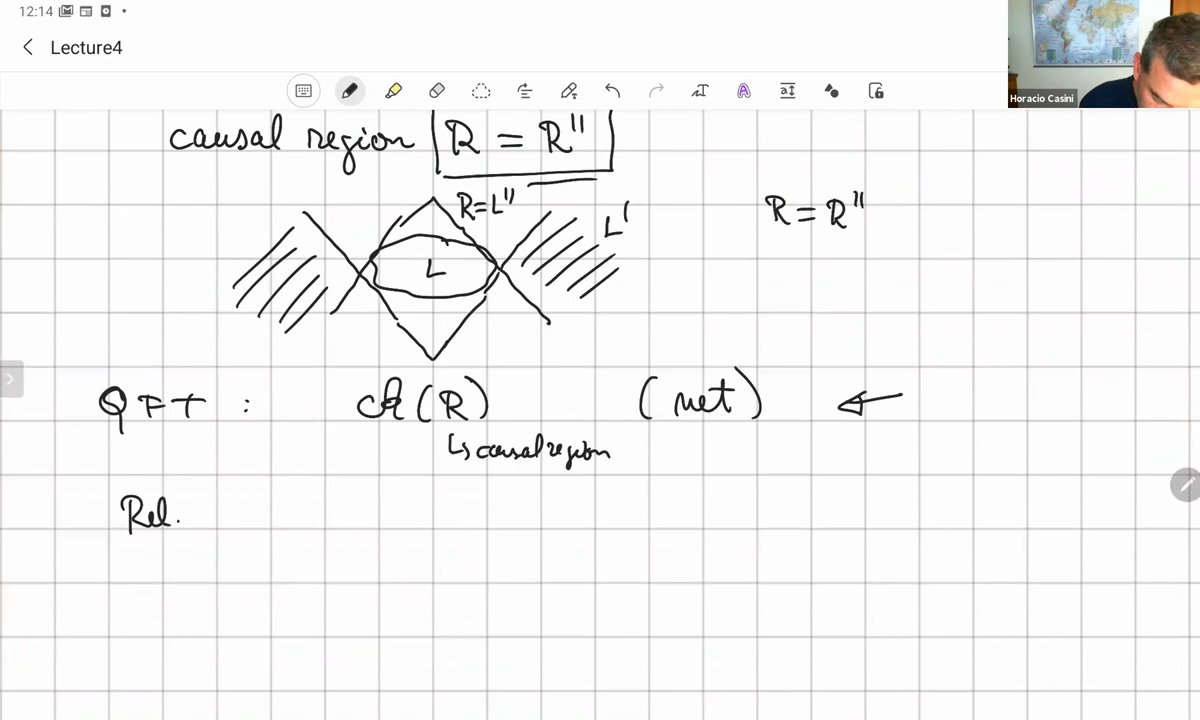 12:14
Lecture4
Horacio Casini
causal region R = R''
R=L''
L'
R = R''
L
QFT : A(R) (net)
↳ causal region
Rel.